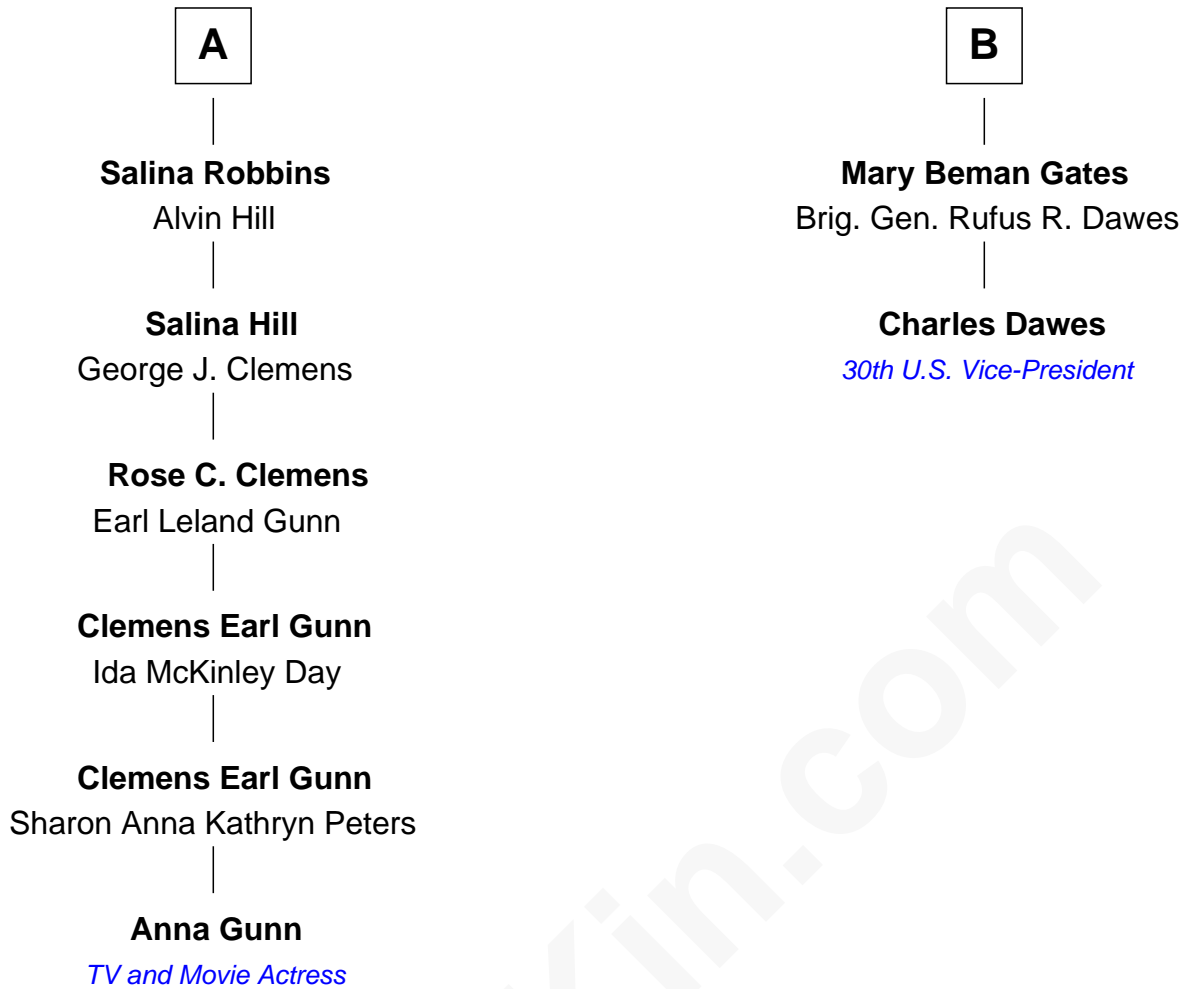 A
Salina Robbins
Alvin Hill
Salina Hill
George J. Clemens
Rose C. Clemens
Earl Leland Gunn
Clemens Earl Gunn
Ida McKinley Day
Clemens Earl Gunn
Sharon Anna Kathryn Peters
Anna Gunn
TV and Movie Actress
B
Mary Beman Gates
Brig. Gen. Rufus R. Dawes
Charles Dawes
30th U.S. Vice-President
Kin.com